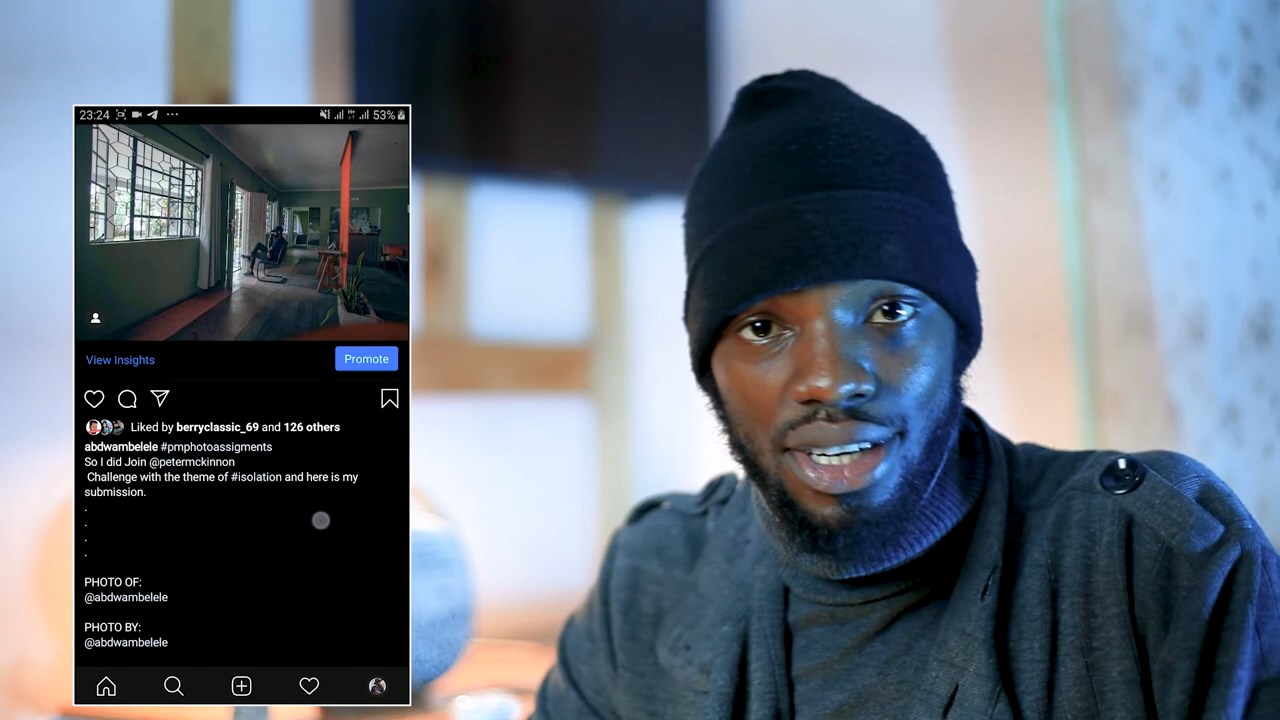 23:24 53%
View Insights Promote
Liked by berryclassic_69 and 126 others
abdwambelele #pmphotoassigments
So I did Join @petermckinnon
Challenge with the theme of #isolation and here is my
submission.
.
.
.
.
PHOTO OF:
@abdwambelele
PHOTO BY:
@abdwambelele